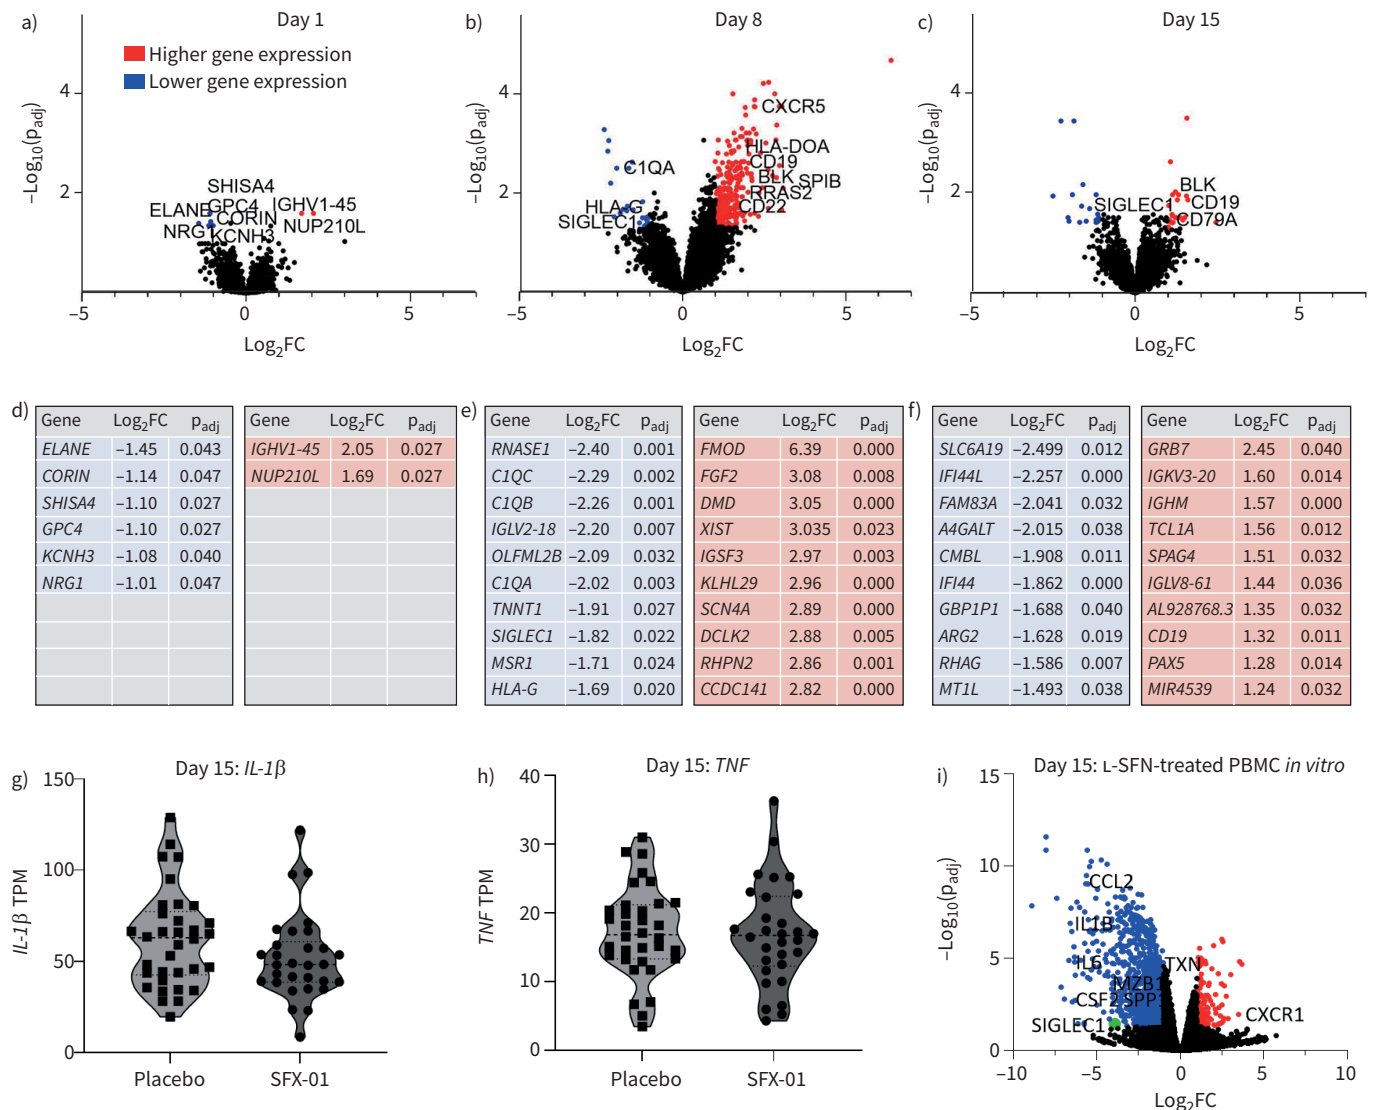 a)
Day 1
Higher gene expression
Lower gene expression
–Log10(padj)
4
2
SHISA4
ELANE
GPC4
IGHV1-45
CORIN
NRG1
KCNH3
NUP210L
–5
0
5
Log2FC
b)
Day 8
–Log10(padj)
4
2
CXCR5
HLA-DOA
C1QA
CD19
BLK
SPIB
RRAS2
HLA-G
CD22
SIGLEC1
–5
0
5
Log2FC
c)
Day 15
–Log10(padj)
4
2
BLK
SIGLEC1
CD19
CD79A
–5
0
5
Log2FC
d)
Gene Log2FC padj
ELANE –1.45 0.043
CORIN –1.14 0.047
SHISA4 –1.10 0.027
GPC4 –1.10 0.027
KCNH3 –1.08 0.040
NRG1 –1.01 0.047
Gene Log2FC padj
IGHV1-45 2.05 0.027
NUP210L 1.69 0.027
e)
Gene Log2FC padj
RNASE1 –2.40 0.001
C1QC –2.29 0.002
C1QB –2.26 0.001
IGLV2-18 –2.20 0.007
OLFML2B –2.09 0.032
C1QA –2.02 0.003
TNNT1 –1.91 0.027
SIGLEC1 –1.82 0.022
MSR1 –1.71 0.024
HLA-G –1.69 0.020
Gene Log2FC padj
FMOD 6.39 0.000
FGF2 3.08 0.008
DMD 3.05 0.000
XIST 3.035 0.023
IGSF3 2.97 0.003
KLHL29 2.96 0.000
SCN4A 2.89 0.000
DCLK2 2.88 0.005
RHPN2 2.86 0.001
CCDC141 2.82 0.000
f)
Gene Log2FC padj
SLC6A19 –2.499 0.012
IFI44L –2.257 0.000
FAM83A –2.041 0.032
A4GALT –2.015 0.038
CMBL –1.908 0.011
IFI44 –1.862 0.000
GBP1P1 –1.688 0.040
ARG2 –1.628 0.019
RHAG –1.586 0.007
MT1L –1.493 0.038
Gene Log2FC padj
GRB7 2.45 0.040
IGKV3-20 1.60 0.014
IGHM 1.57 0.000
TCL1A 1.56 0.012
SPAG4 1.51 0.032
IGLV8-61 1.44 0.036
AL928768.3 1.35 0.032
CD19 1.32 0.011
PAX5 1.28 0.014
MIR4539 1.24 0.032
g)
Day 15: IL-1β
IL-1β TPM
150
100
50
0
Placebo
SFX-01
h)
Day 15: TNF
TNF TPM
40
30
20
10
0
Placebo
SFX-01
i)
Day 15: L-SFN-treated PBMC in vitro
–Log10(padj)
15
10
5
0
CCL2
IL1B
IL6
TXN
MZB1
CSF2
SPP1
SIGLEC1
CXCR1
–10
–5
0
5
10
Log2FC